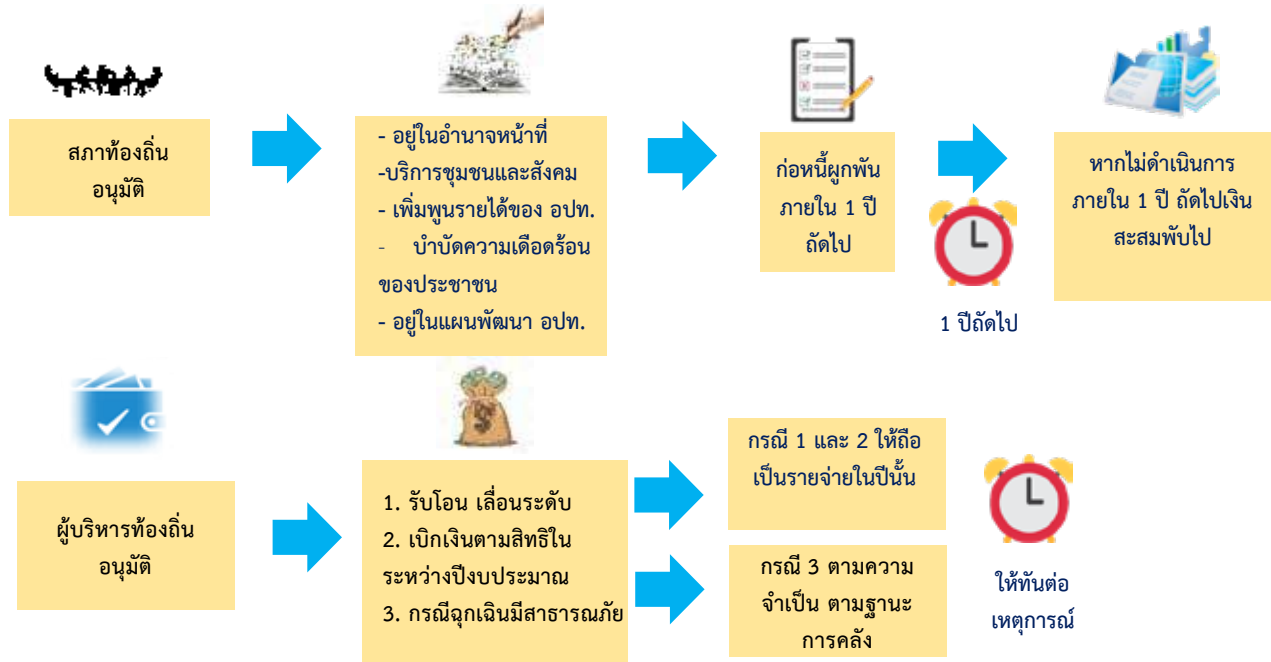 สภาท้องถิ่น
อนุมัติ
- อยู่ในอำนาจหน้าที่
-บริการชุมชนและสังคม
- เพิ่มพูนรายได้ของ อปท.
- บำบัดความเดือดร้อน
ของประชาชน
- อยู่ในแผนพัฒนา อปท.
ก่อหนี้ผูกพัน
ภายใน 1 ปี
ถัดไป
1 ปีถัดไป
หากไม่ดำเนินการ
ภายใน 1 ปี ถัดไปเงิน
สะสมพับไป
ผู้บริหารท้องถิ่น
อนุมัติ
1. รับโอน เลื่อนระดับ
2. เบิกเงินตามสิทธิใน
ระหว่างปีงบประมาณ
3. กรณีฉุกเฉินมีสาธารณภัย
กรณี 1 และ 2 ให้ถือ
เป็นรายจ่ายในปีนั้น
กรณี 3 ตามความ
จำเป็น ตามฐานะ
การคลัง
ให้ทันต่อ
เหตุการณ์